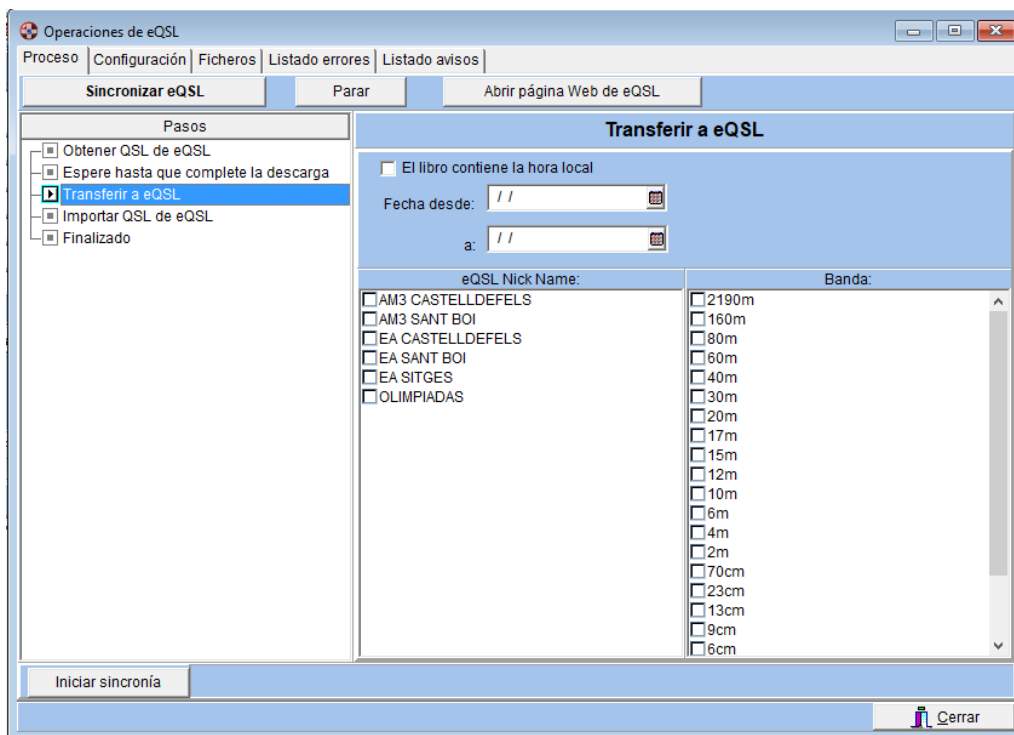 Operaciones de eQSL
Proceso Configuración Ficheros Listado errores Listado avisos
Sincronizar eQSL Parar Abrir página Web de eQSL
Pasos
Obtener QSL de eQSL
Espere hasta que complete la descarga
Transferir a eQSL
Importar QSL de eQSL
Finalizado
Transferir a eQSL
El libro contiene la hora local
Fecha desde: / /
a: / /
eQSL Nick Name:
AM3 CASTELLDEFELS
AM3 SANT BOI
EA CASTELLDEFELS
EA SANT BOI
EA SITGES
OLIMPIADAS
Banda:
2190m
160m
80m
60m
40m
30m
20m
17m
15m
12m
10m
6m
4m
2m
70cm
23cm
13cm
9cm
6cm
Iniciar sincronía
Cerrar